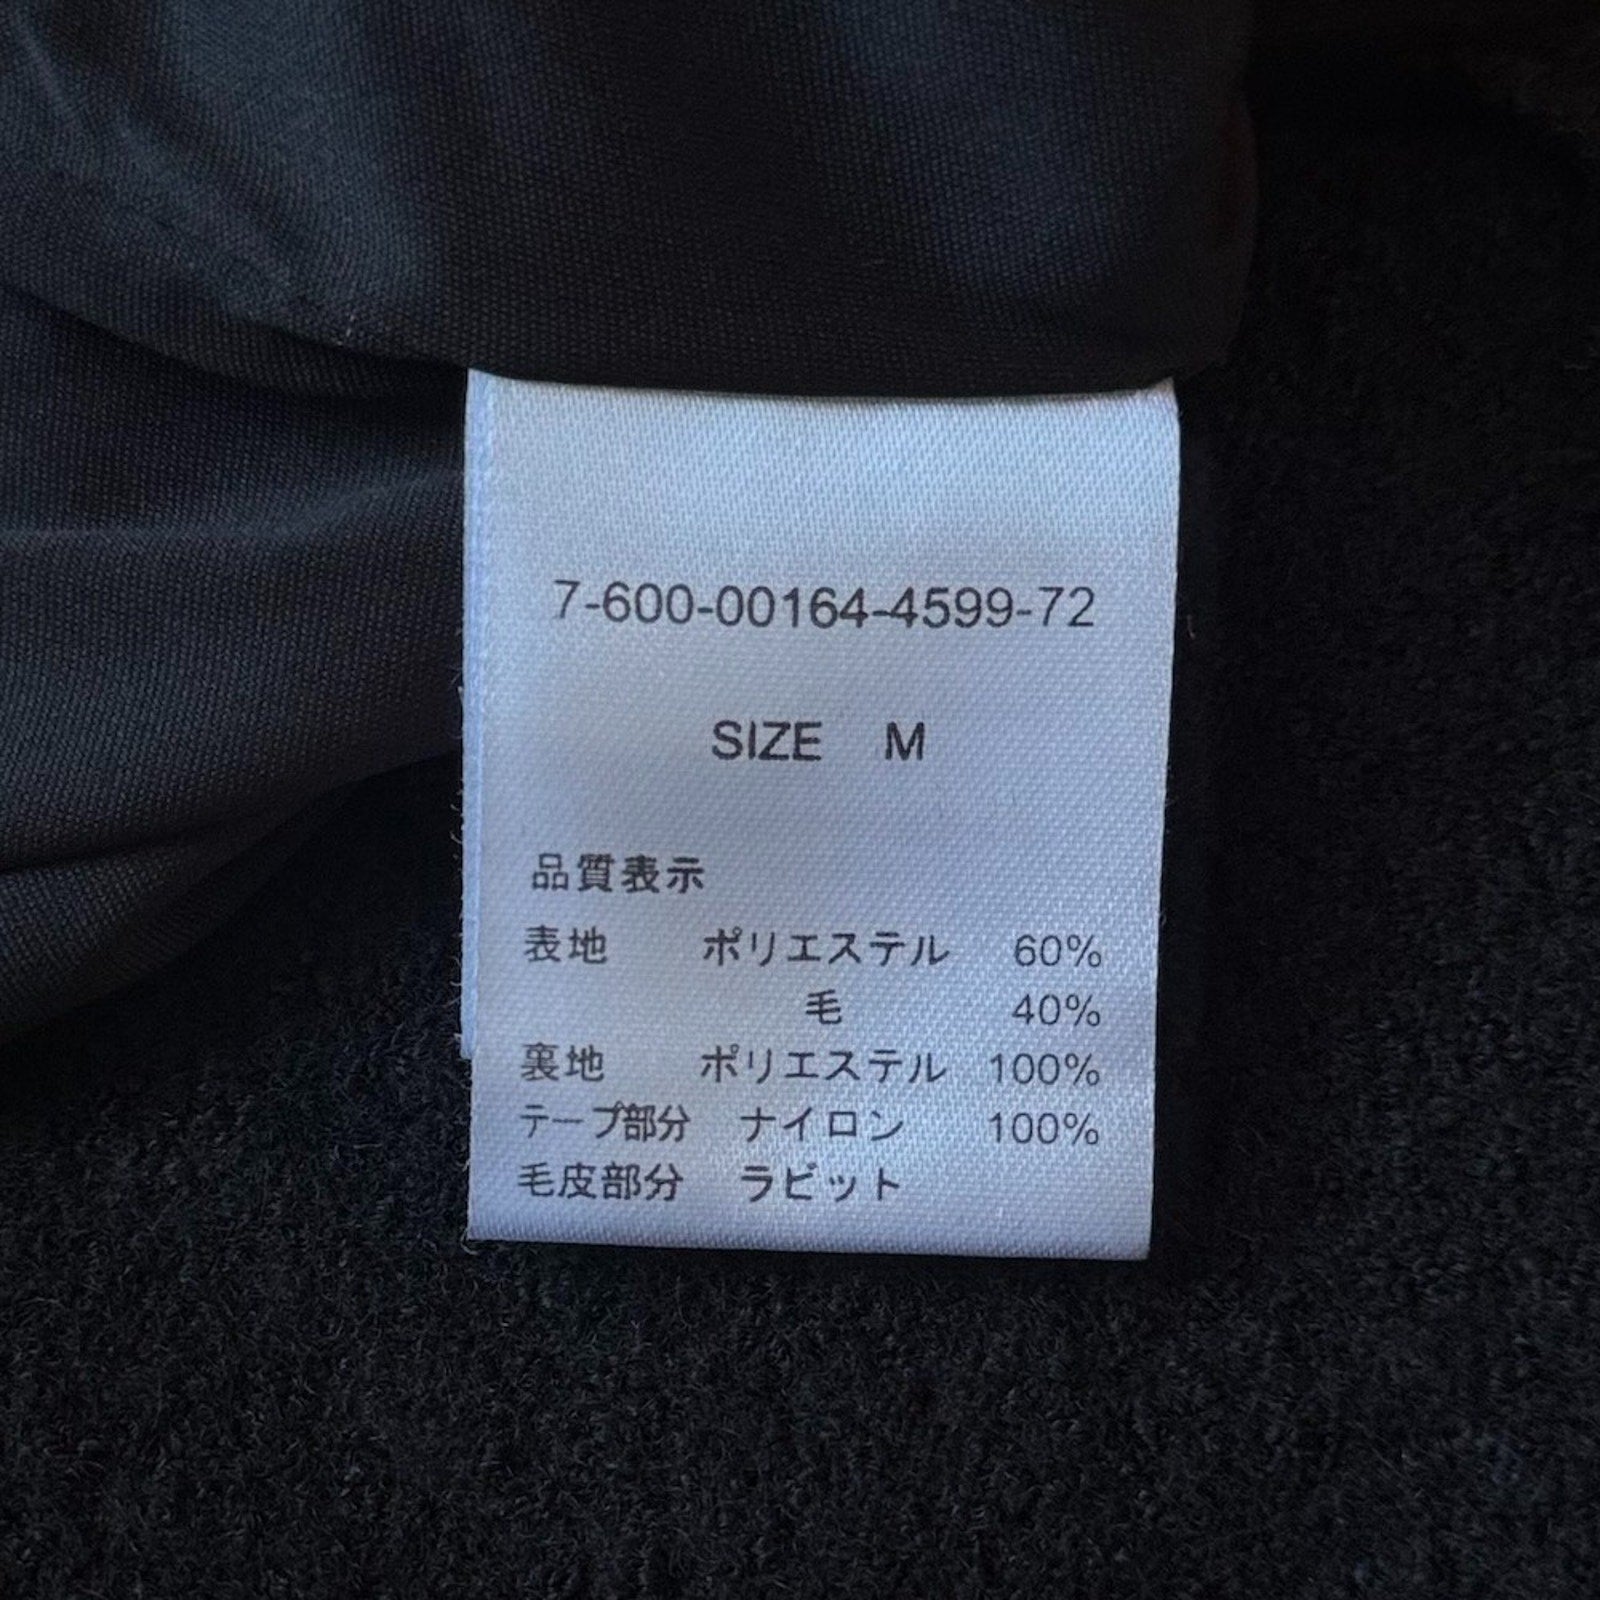 7-600-00164-4599-72
SIZE M
品質表示
表地 ポリエステル 60%
毛 40%
裏地 ポリエステル 100%
テープ部分 ナイロン 100%
毛皮部分 ラビット